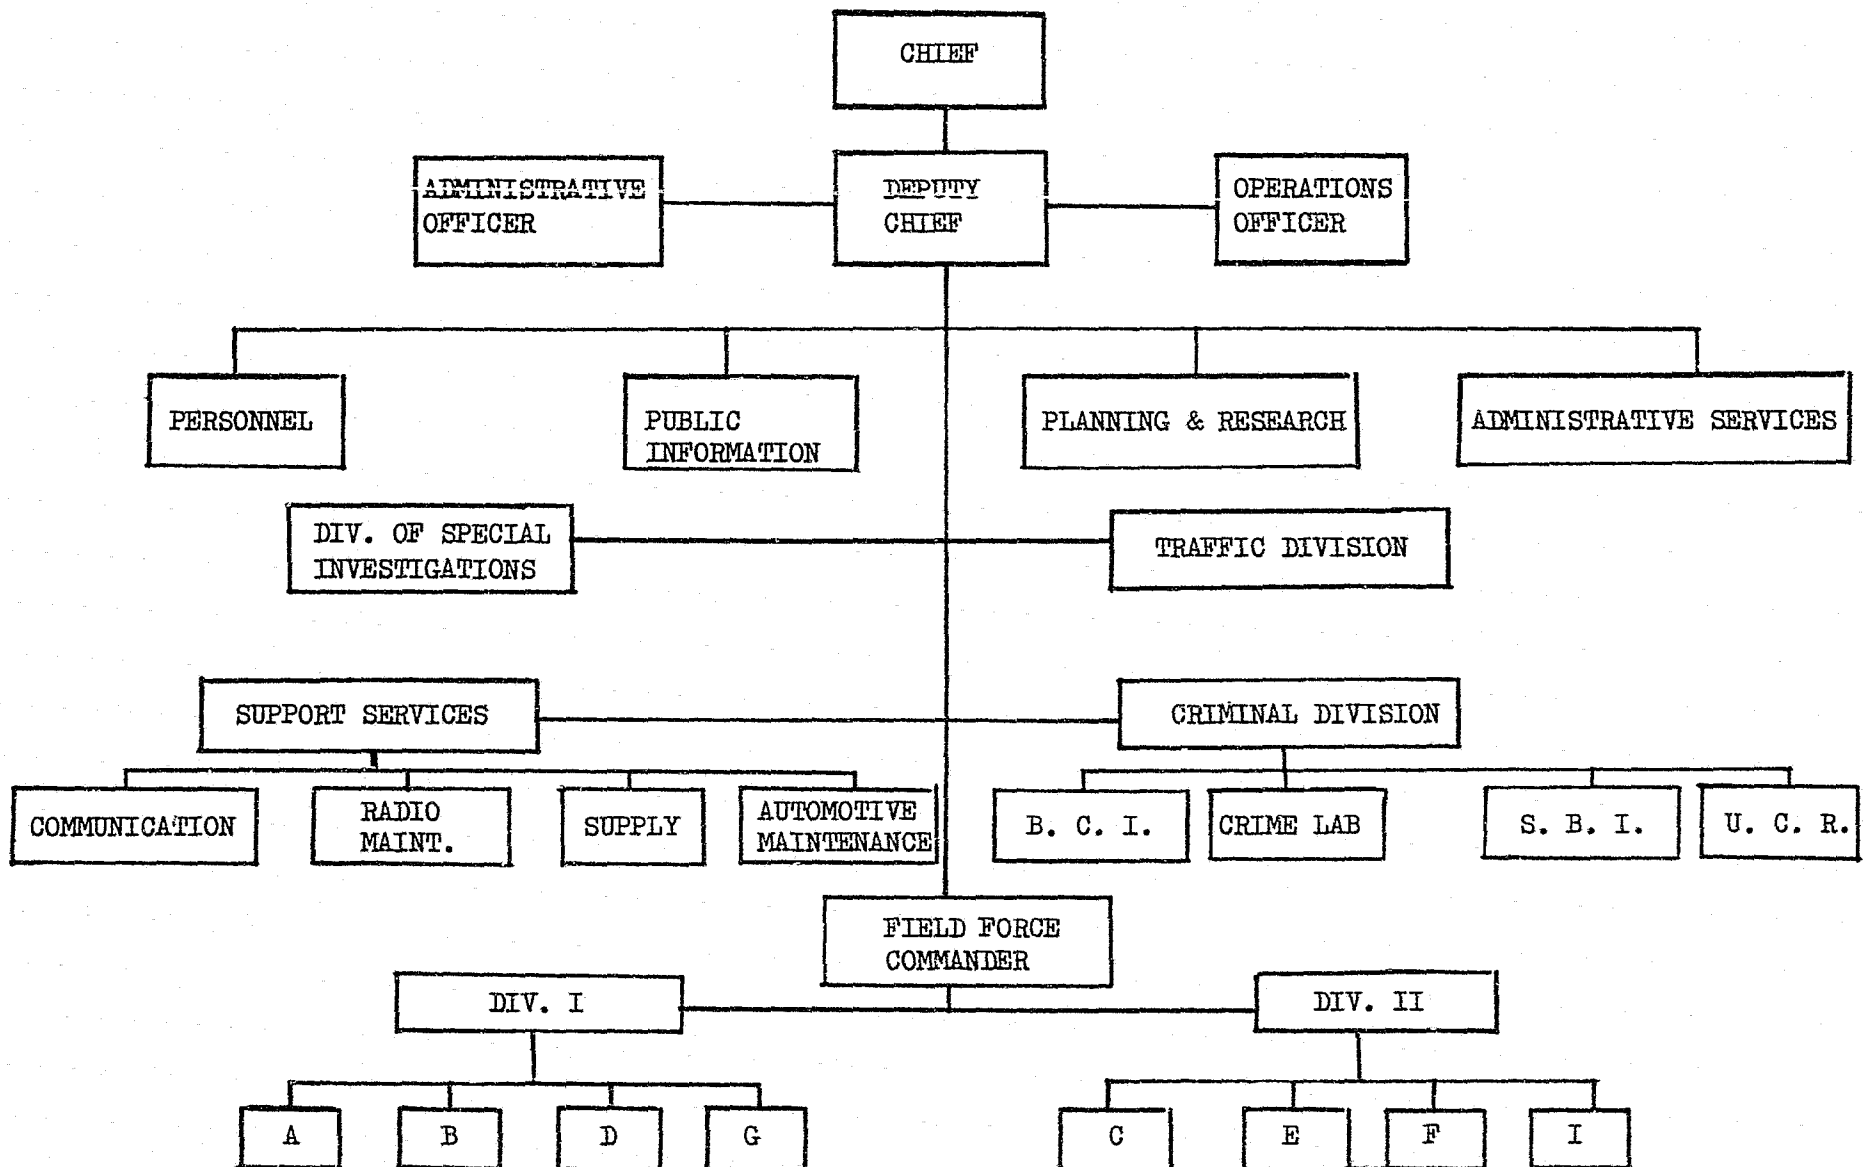 CHIEF
ADMINISTRATIVE
OFFICER
DEPUTY
CHIEF
OPERATIONS
OFFICER
PERSONNEL
PUBLIC
INFORMATION
PLANNING & RESEARCH
ADMINISTRATIVE SERVICES
DIV. OF SPECIAL
INVESTIGATIONS
TRAFFIC DIVISION
SUPPORT SERVICES
CRIMINAL DIVISION
COMMUNICATION
RADIO
MAINT.
SUPPLY
AUTOMOTIVE
MAINTENANCE
B. C. I.
CRIME LAB
S. B. I.
U. C. R.
FIELD FORCE
COMMANDER
DIV. I
DIV. II
A
B
D
G
C
E
F
I